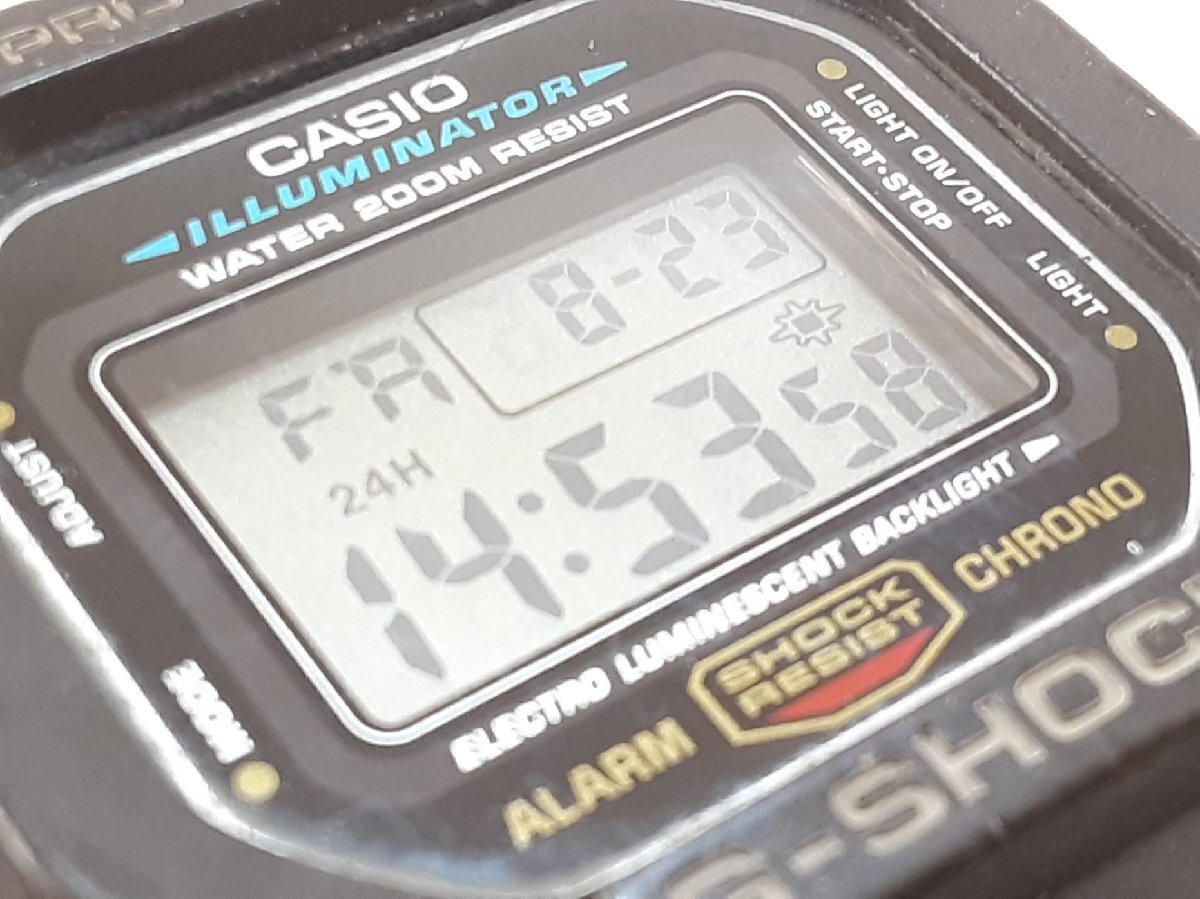 PRO
CASIO
ILLUMINATOR
WATER 200M RESIST
LIGHT ON/OFF
START·STOP
LIGHT
ADJUST
MODE
FR 8-27
24H
14:53 58
ELECTRO LUMINESCENT BACKLIGHT
ALARM
SHOCK
RESIST
CHRONO
G-SHOCK